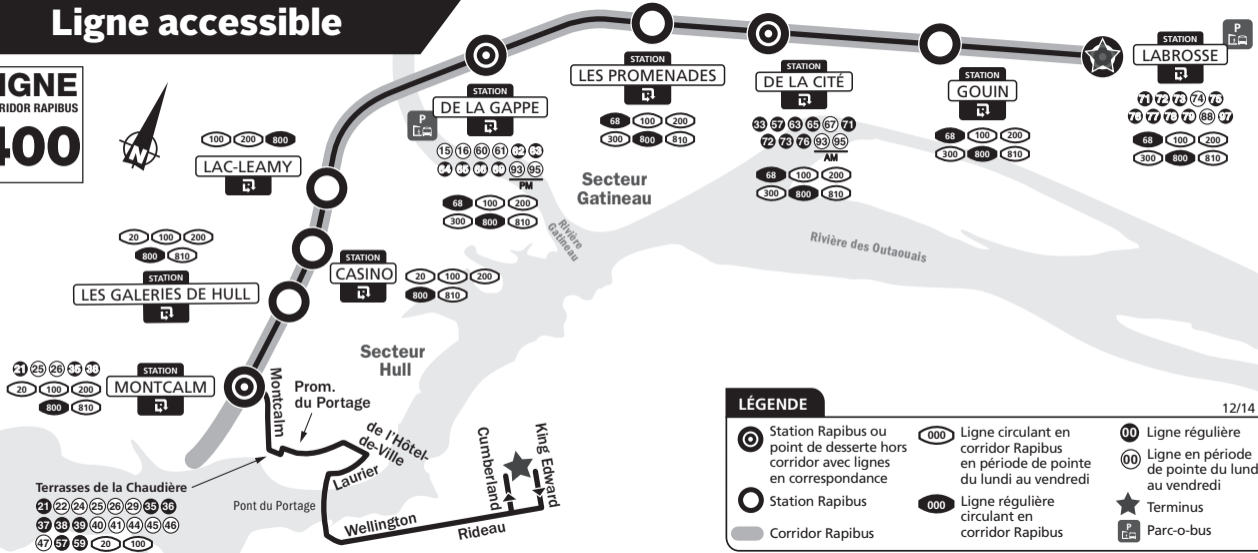 Ligne accessible
IGNE
RIDOR RAPIBUS
400
N
100 200 800
LAC-LEAMY
20 100 200
800 810
STATION
LES GALERIES DE HULL
STATION
CASINO
20 100 200
800 810
21 25 26 35 36
20 100 200
800 810
STATION
MONTCALM
STATION
DE LA GAPPE
P
15 16 60 61 62 63
64 65 66 69 93 95
PM
68 100 200
300 800 810
STATION
LES PROMENADES
68 100 200
300 800 810
STATION
DE LA CITÉ
33 57 63 65 67 71
72 73 76 93 95
AM
68 100 200
300 800 810
STATION
GOUIN
68 100 200
300 800 810
STATION
LABROSSE
P
71 72 73 74 75
76 77 78 79 88 97
68 100 200
300 800 810
Secteur
Gatineau
Rivière
Gatineau
Rivière des Outaouais
Secteur
Hull
Montcalm
Prom.
du Portage
de l'Hôtel-
de-Ville
Laurier
Pont du Portage
Wellington
Rideau
Cumberland
King Edward
Terrasses de la Chaudière
21 22 24 25 26 29 35 36
37 38 39 40 41 44 45 46
47 57 59 20 100
LÉGENDE
12/14
Station Rapibus ou
point de desserte hors
corridor avec lignes
en correspondance
Station Rapibus
Corridor Rapibus
000 Ligne circulant en
corridor Rapibus
en période de pointe
du lundi au vendredi
000 Ligne régulière
circulant en
corridor Rapibus
00 Ligne régulière
00 Ligne en période
de pointe du lund
au vendredi
Terminus
P Parc-o-bus